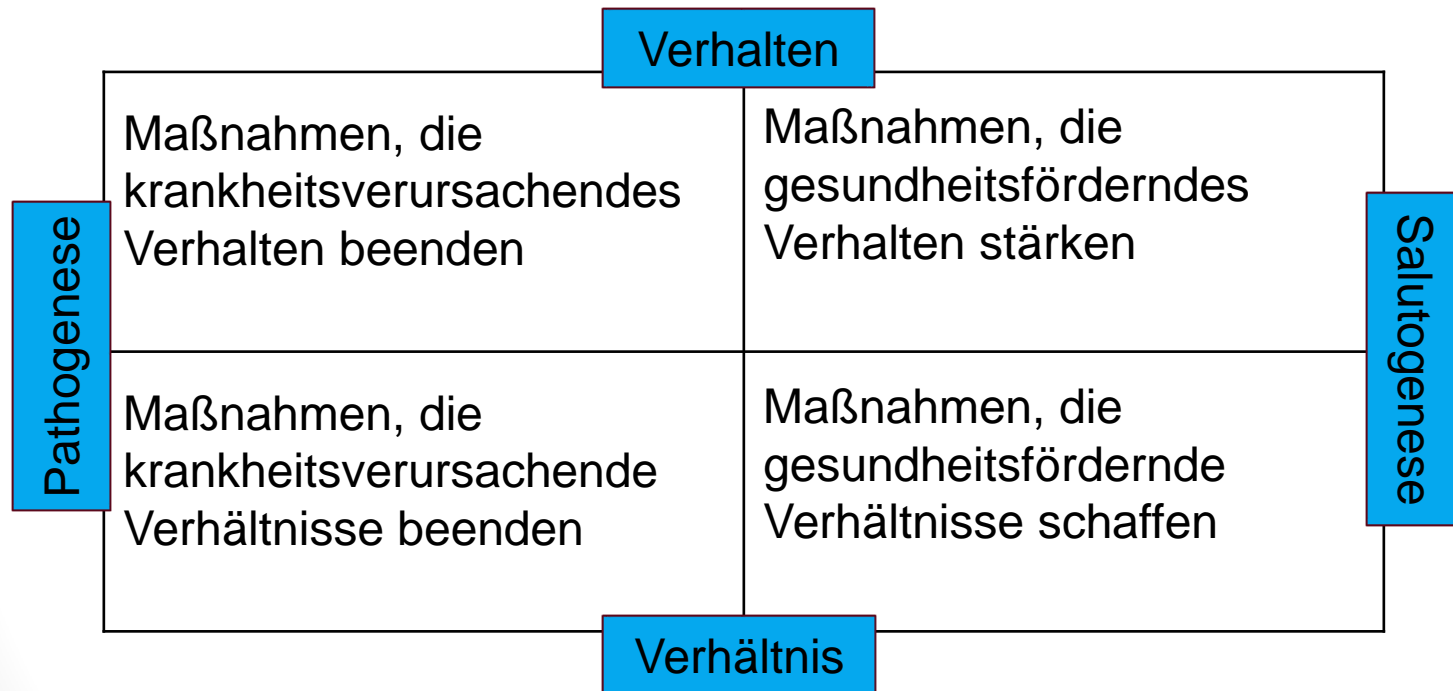 Verhalten
Maßnahmen, die
krankheitsverursachendes
Verhalten beenden
Maßnahmen, die
gesundheitsförderndes
Verhalten stärken
Pathogenese
Salutogenese
Maßnahmen, die
krankheitsverursachende
Verhältnisse beenden
Maßnahmen, die
gesundheitsfördernde
Verhältnisse schaffen
Verhältnis